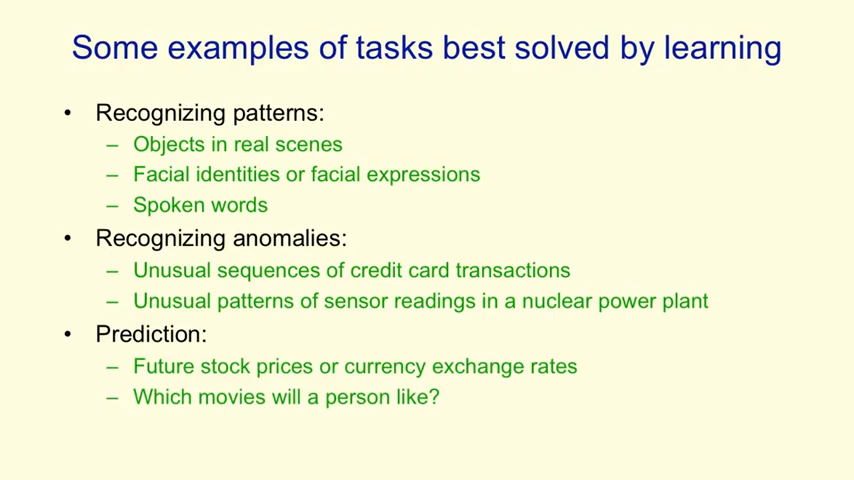 Some examples of tasks best solved by learning
• Recognizing patterns:
– Objects in real scenes
– Facial identities or facial expressions
– Spoken words
• Recognizing anomalies:
– Unusual sequences of credit card transactions
– Unusual patterns of sensor readings in a nuclear power plant
• Prediction:
– Future stock prices or currency exchange rates
– Which movies will a person like?